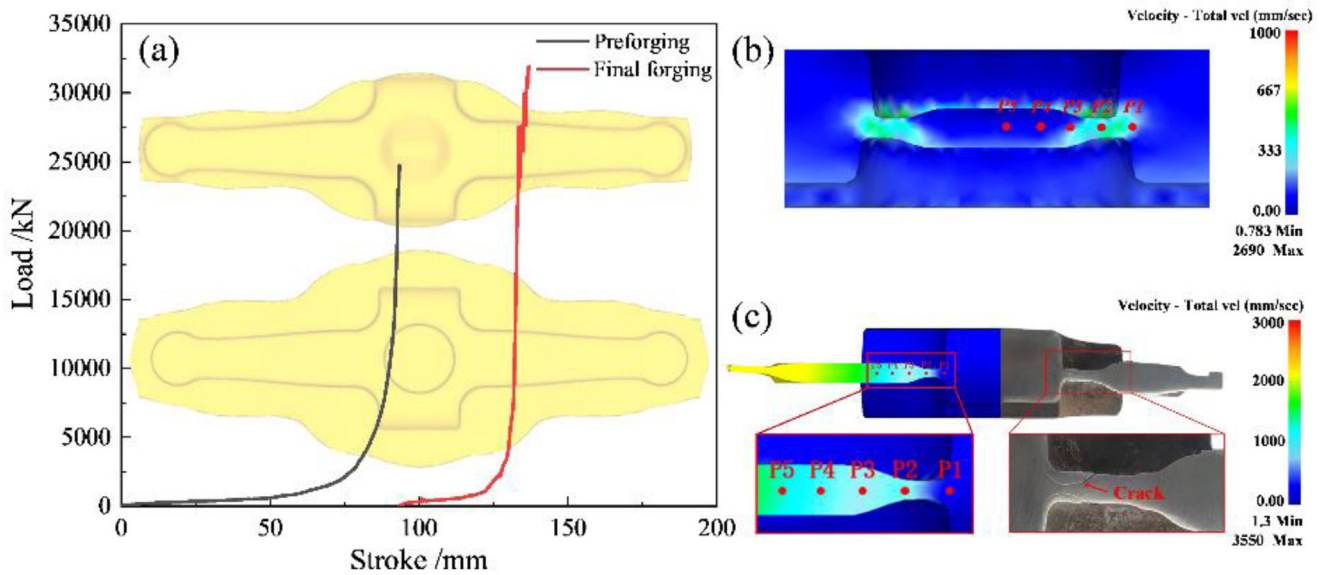 (a)
35000
30000
25000
20000
15000
10000
5000
0
Load /kN
Preforging
Final forging
0
50
100
150
200
Stroke /mm
(b)
Velocity - Total vel (mm/sec)
1000
667
333
0.00
0.783 Min
2690 Max
P5 P4 P3 P2 P1
(c)
Velocity - Total vel (mm/sec)
3000
2000
1000
0.00
1.3 Min
3550 Max
P5 P4 P3 P2 P1
Crack